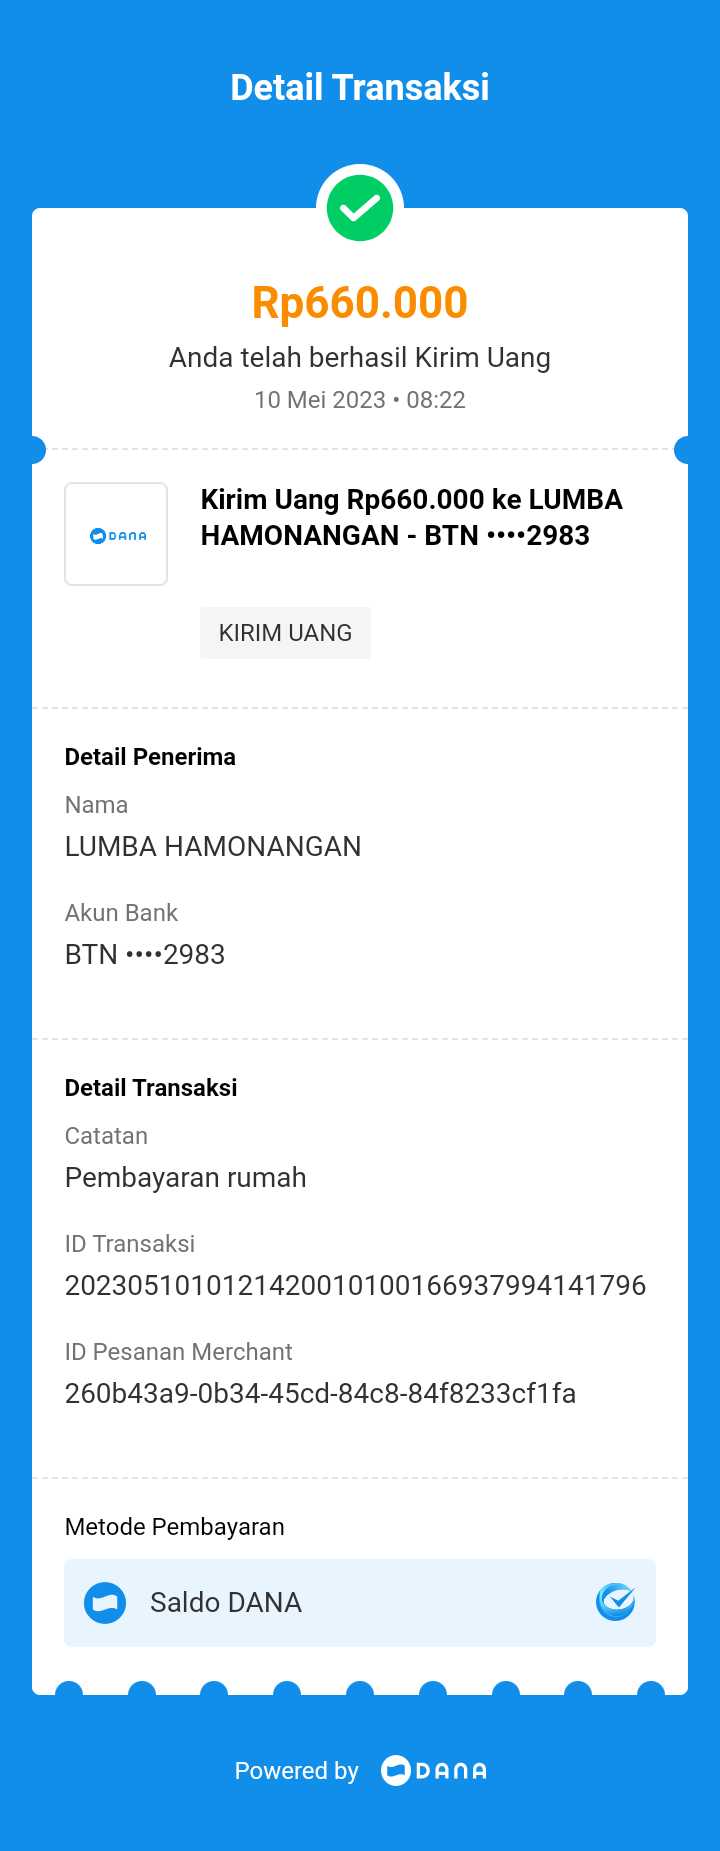 Detail Transaksi
Rp660.000
Anda telah berhasil Kirim Uang
10 Mei 2023 • 08:22
DANA
Kirim Uang Rp660.000 ke LUMBA
HAMONANGAN - BTN ••••2983
KIRIM UANG
Detail Penerima
Nama
LUMBA HAMONANGAN
Akun Bank
BTN ••••2983
Detail Transaksi
Catatan
Pembayaran rumah
ID Transaksi
2023051010121420010100166937994141796
ID Pesanan Merchant
260b43a9-0b34-45cd-84c8-84f8233cf1fa
Metode Pembayaran
Saldo DANA
Powered by DANA